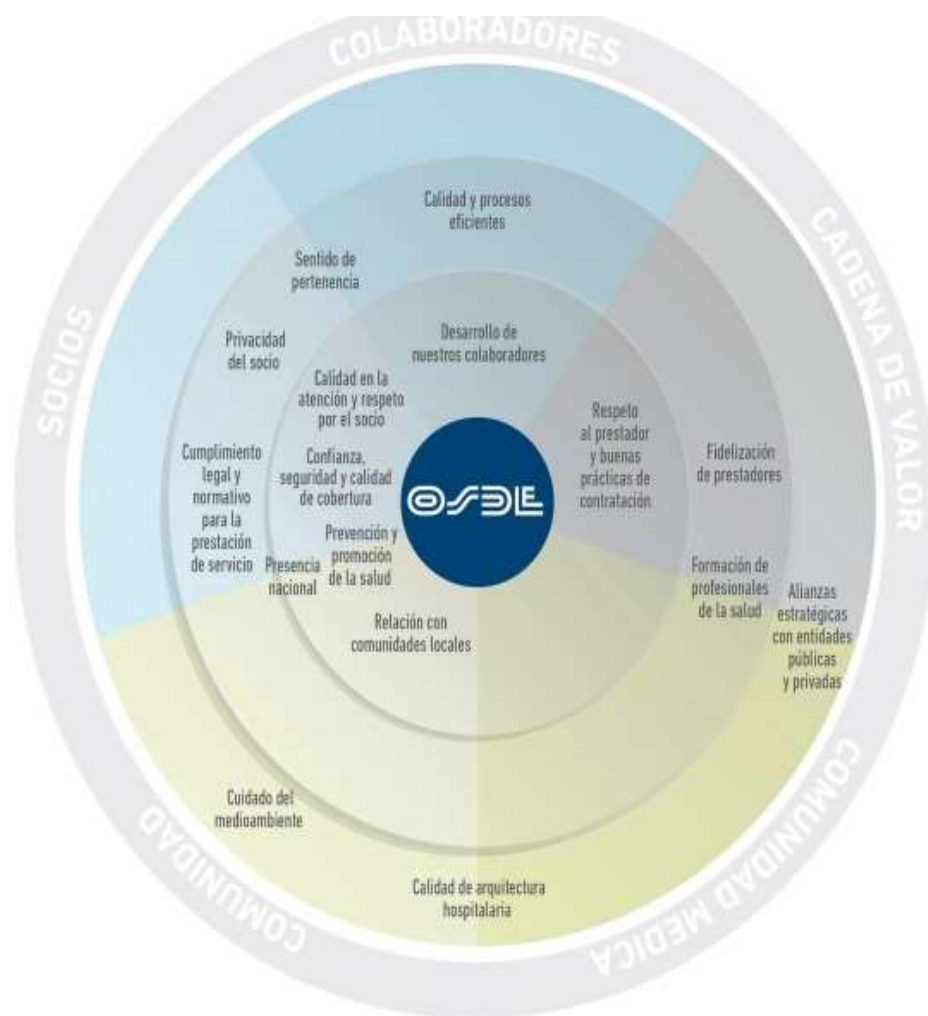 COLABORADORES
Calidad y procesos
eficientes
Sentido de
pertenencia
CADENA DE VALOR
SOCIOS
Privacidad
del socio
Desarrollo de
nuestros colaboradores
Calidad en la
atención y respeto
por el socio
Respeto
al prestador
y buenas
prácticas de
contratación
Cumplimiento
legal y
normativo
para la
prestación
de servicio
Confianza,
seguridad y calidad
de cobertura
OSDE
Fidelización
de prestadores
Prevención y
promoción
de la salud
Presencia
nacional
Formación de
profesionales
de la salud
Alianzas
estratégicas
con entidades
públicas
y privadas
Relación con
comunidades locales
Cuidado del
medioambiente
Calidad de arquitectura
hospitalaria
COMUNIDAD
COMUNIDAD MEDICA